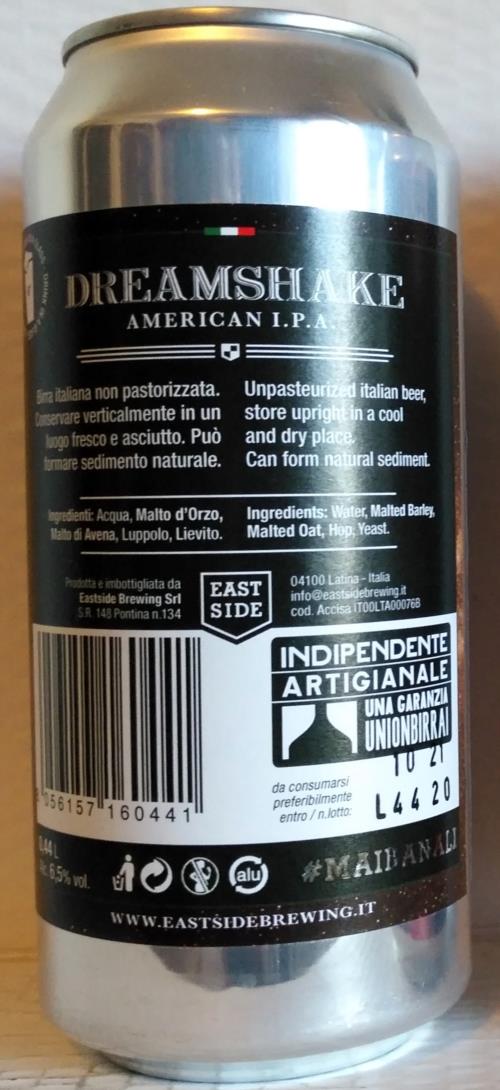 DREAMSHAKE
AMERICAN I.P.A.
Birra italiana non pastorizzata.
Conservare verticalmente in un
luogo fresco e asciutto. Può
formare sedimento naturale.
Unpasteurized italian beer,
store upright in a cool
and dry place.
Can form natural sediment.
Ingredienti: Acqua, Malto d'Orzo,
Malto di Avena, Luppolo, Lievito.
Ingredients: Water, Malted Barley,
Malted Oat, Hop, Yeast.
Prodotta e imbottigliata da
Eastside Brewing Srl
S.R. 148 Pontina n.134
EAST
SIDE
04100 Latina - Italia
info@eastsidebrewing.it
cod. Accisa IT00LTA00076B
INDIPENDENTE
ARTIGIANALE
UNA GARANZIA
UNIONBIRRAI
8 056157 160441
da consumarsi
preferibilmente
entro / n.lotto:
10 21
L44 20
0,44 L
Alc. 6,5% vol.
alu
#MAIBANALI
WWW.EASTSIDEBREWING.IT